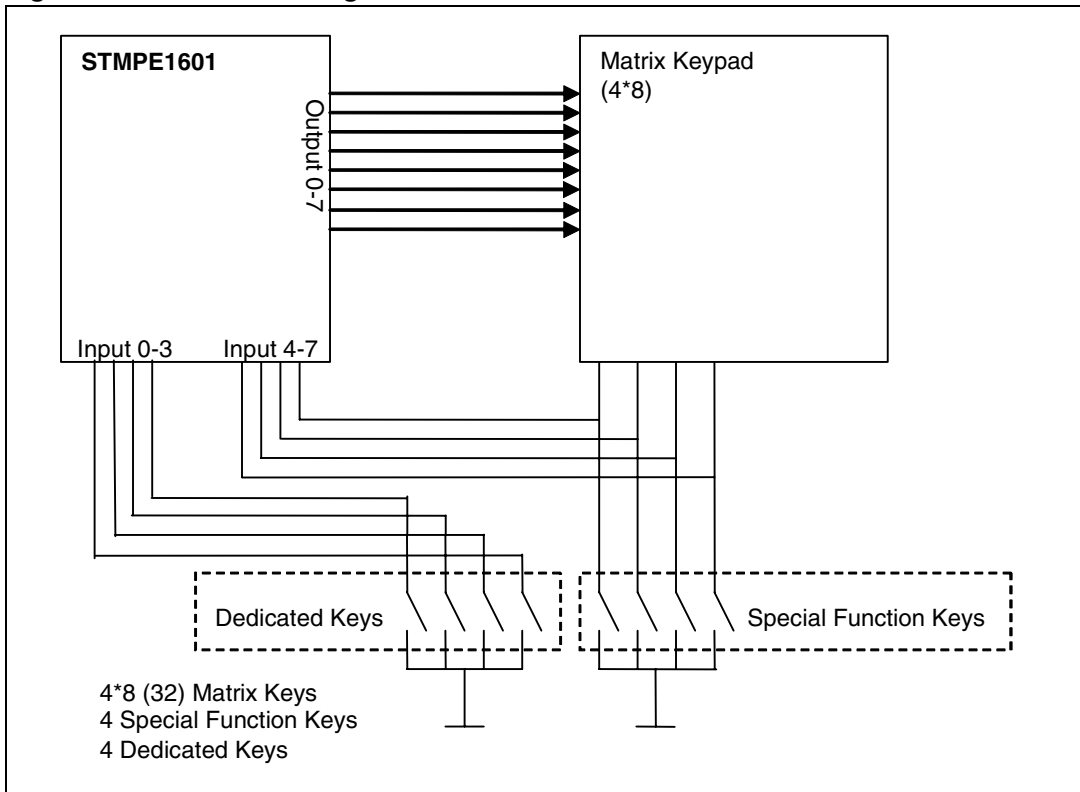 STMPE1601
Matrix Keypad
(4*8)
Output 0-7
Input 0-3
Input 4-7
Dedicated Keys
Special Function Keys
4*8 (32) Matrix Keys
4 Special Function Keys
4 Dedicated Keys